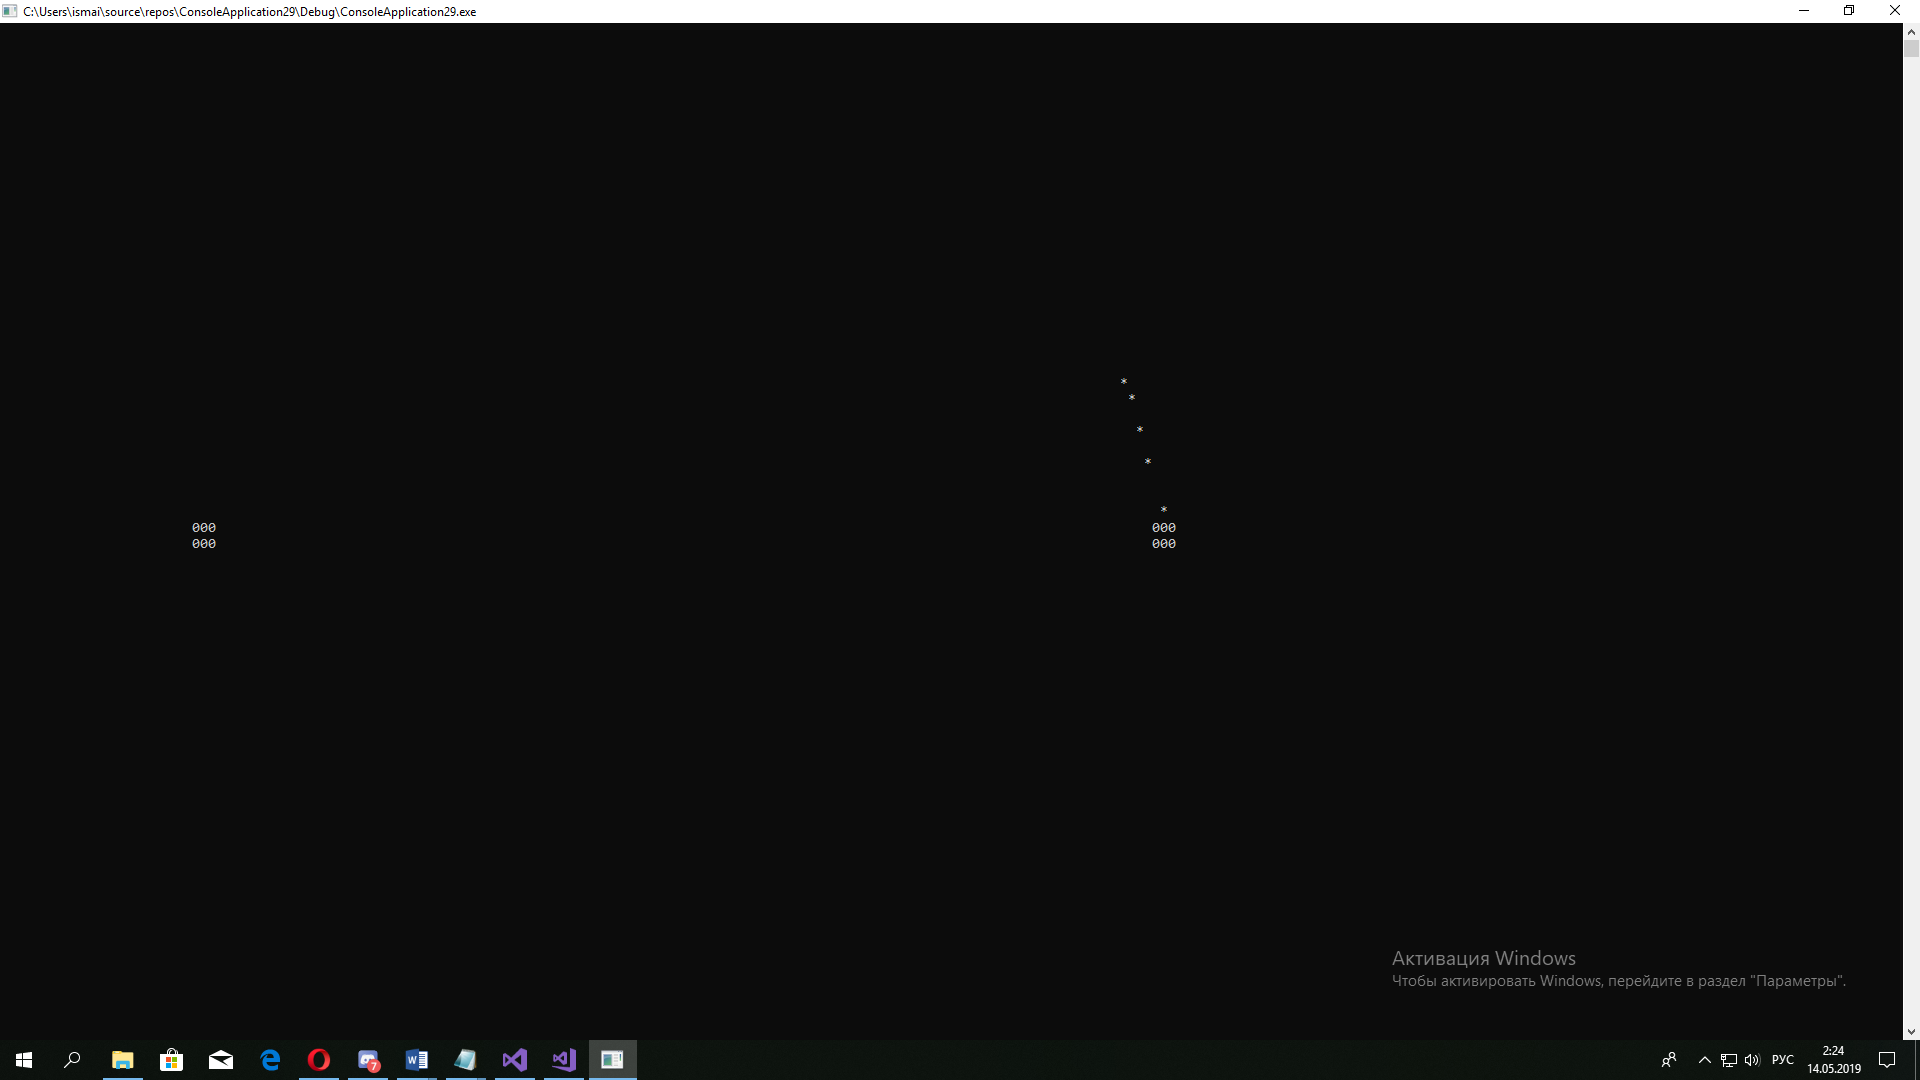 C:\Users\ismai\source\repos\ConsoleApplication29\Debug\ConsoleApplication29.exe
*
*
*
*
*
000 000
000 000
Активация Windows
Чтобы активировать Windows, перейдите в раздел "Параметры".
7
РУС
2:24
14.05.2019